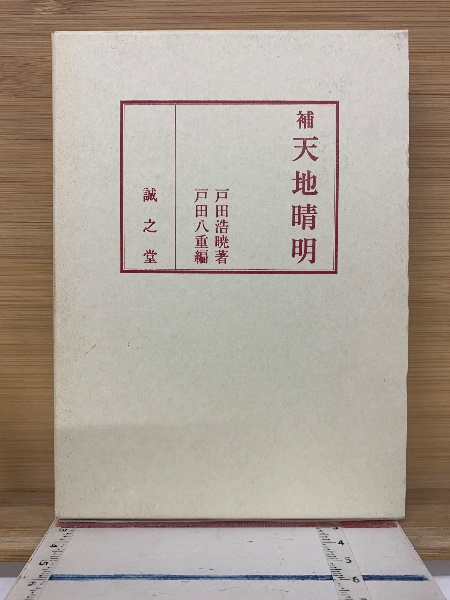 補 天地晴明
戸田浩暁著
戸田八重編
誠之堂